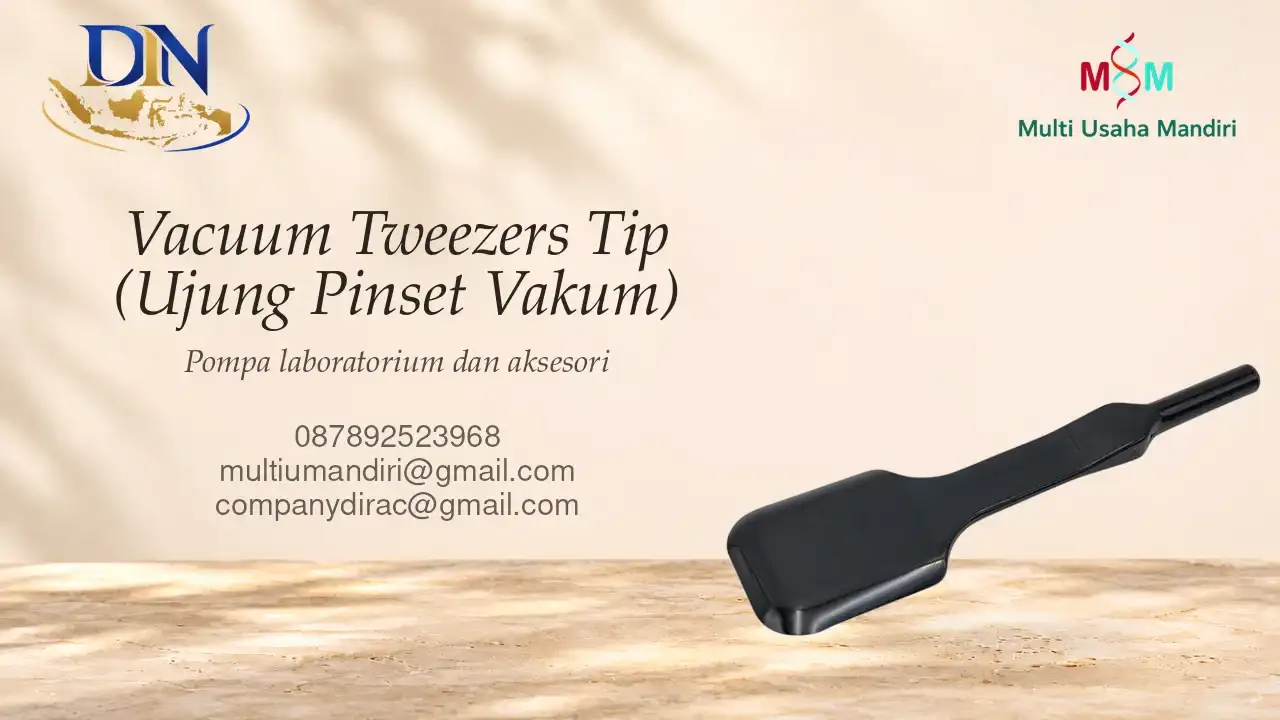 DIN
M M
Multi Usaha Mandiri
Vacuum Tweezers Tip
(Ujung Pinset Vakum)
Pompa laboratorium dan aksesori
087892523968
multiumandiri@gmail.com
companydirac@gmail.com